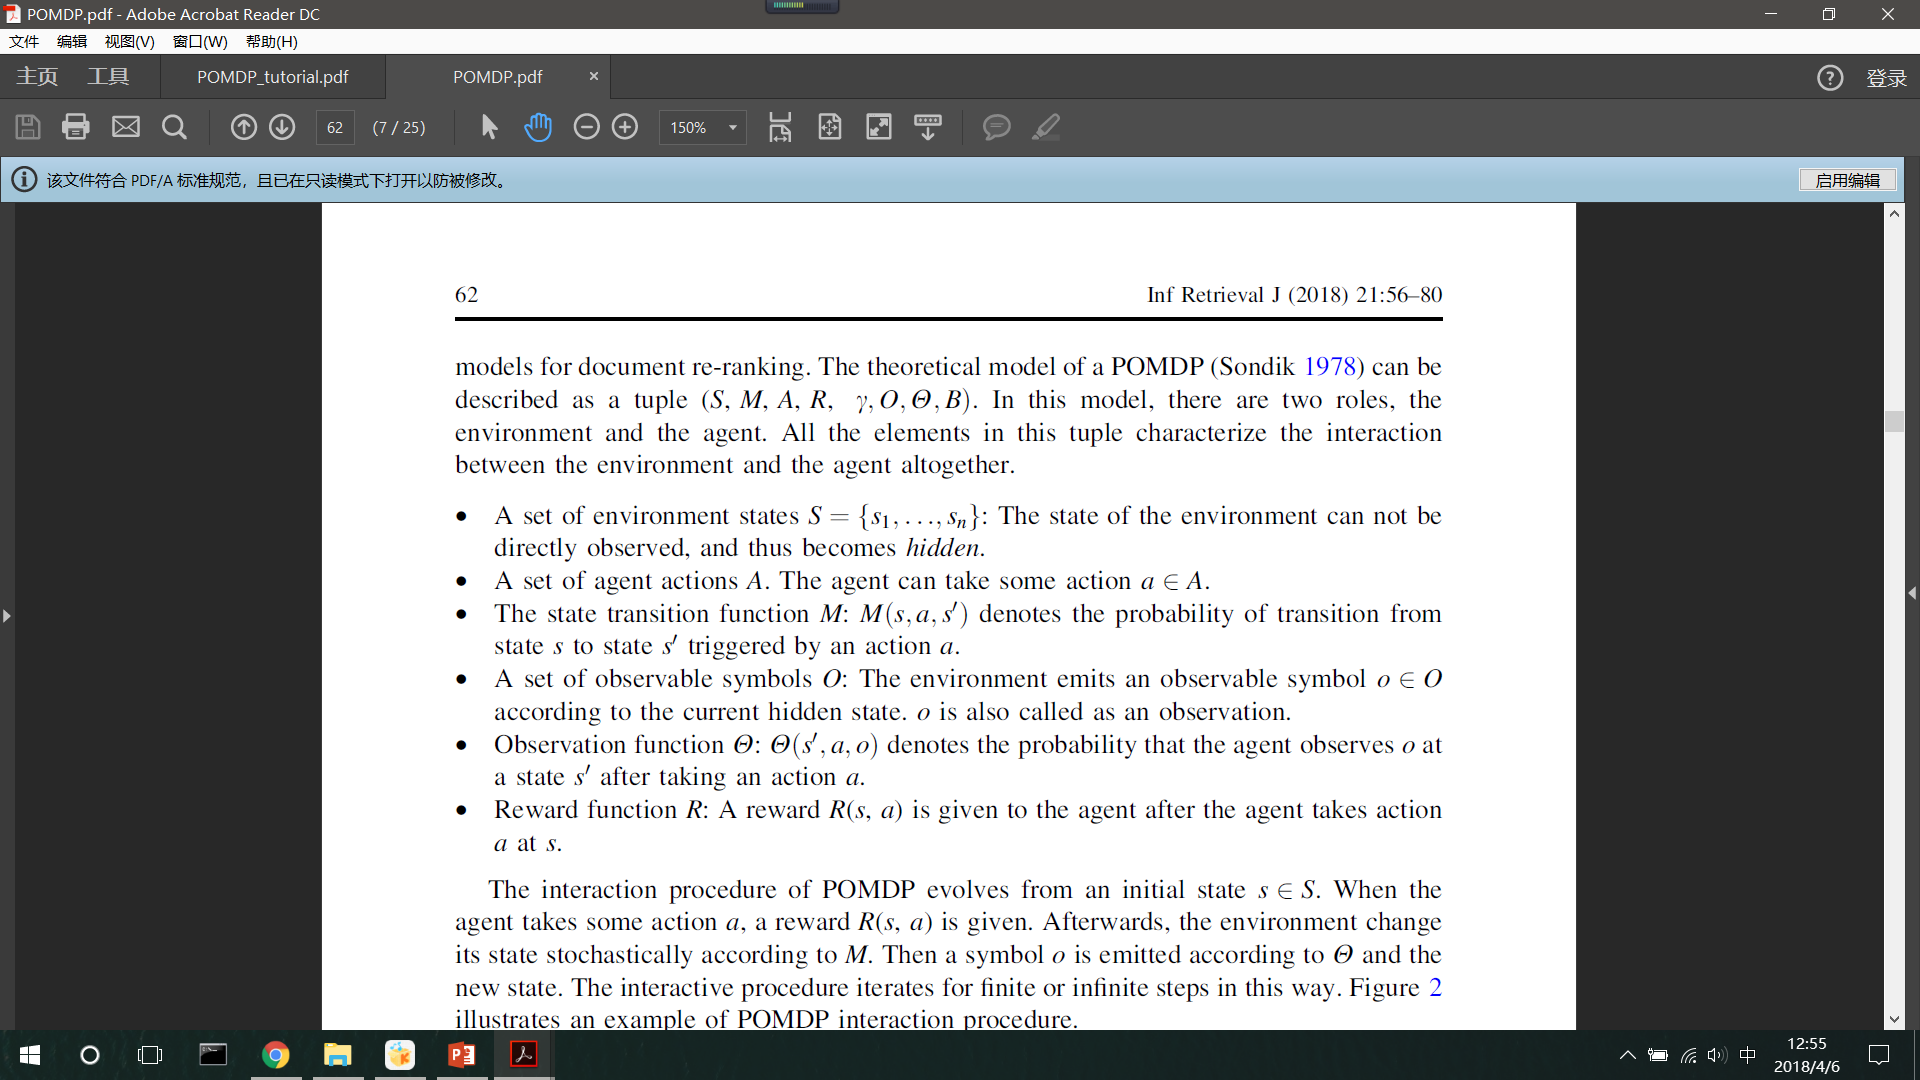 POMDP.pdf - Adobe Acrobat Reader DC
文件 编辑 视图(V) 窗口(W) 帮助(H)
主页 工具 POMDP_tutorial.pdf POMDP.pdf × ? 登录
62 (7 / 25) 150%
该文件符合 PDF/A 标准规范，且已在只读模式下打开以防被修改。 启用编辑
62 Inf Retrieval J (2018) 21:56–80
models for document re-ranking. The theoretical model of a POMDP (Sondik 1978) can be
described as a tuple (S, M, A, R, γ, O, Θ, B). In this model, there are two roles, the
environment and the agent. All the elements in this tuple characterize the interaction
between the environment and the agent altogether.
• A set of environment states S = {s₁, . . ., sₙ}: The state of the environment can not be
directly observed, and thus becomes hidden.
• A set of agent actions A. The agent can take some action a ∈ A.
• The state transition function M: M(s, a, s′) denotes the probability of transition from
state s to state s′ triggered by an action a.
• A set of observable symbols O: The environment emits an observable symbol o ∈ O
according to the current hidden state. o is also called as an observation.
• Observation function Θ: Θ(s′, a, o) denotes the probability that the agent observes o at
a state s′ after taking an action a.
• Reward function R: A reward R(s, a) is given to the agent after the agent takes action
a at s.
The interaction procedure of POMDP evolves from an initial state s ∈ S. When the
agent takes some action a, a reward R(s, a) is given. Afterwards, the environment change
its state stochastically according to M. Then a symbol o is emitted according to Θ and the
new state. The interactive procedure iterates for finite or infinite steps in this way. Figure 2
illustrates an example of POMDP interaction procedure.
中 12:55
2018/4/6